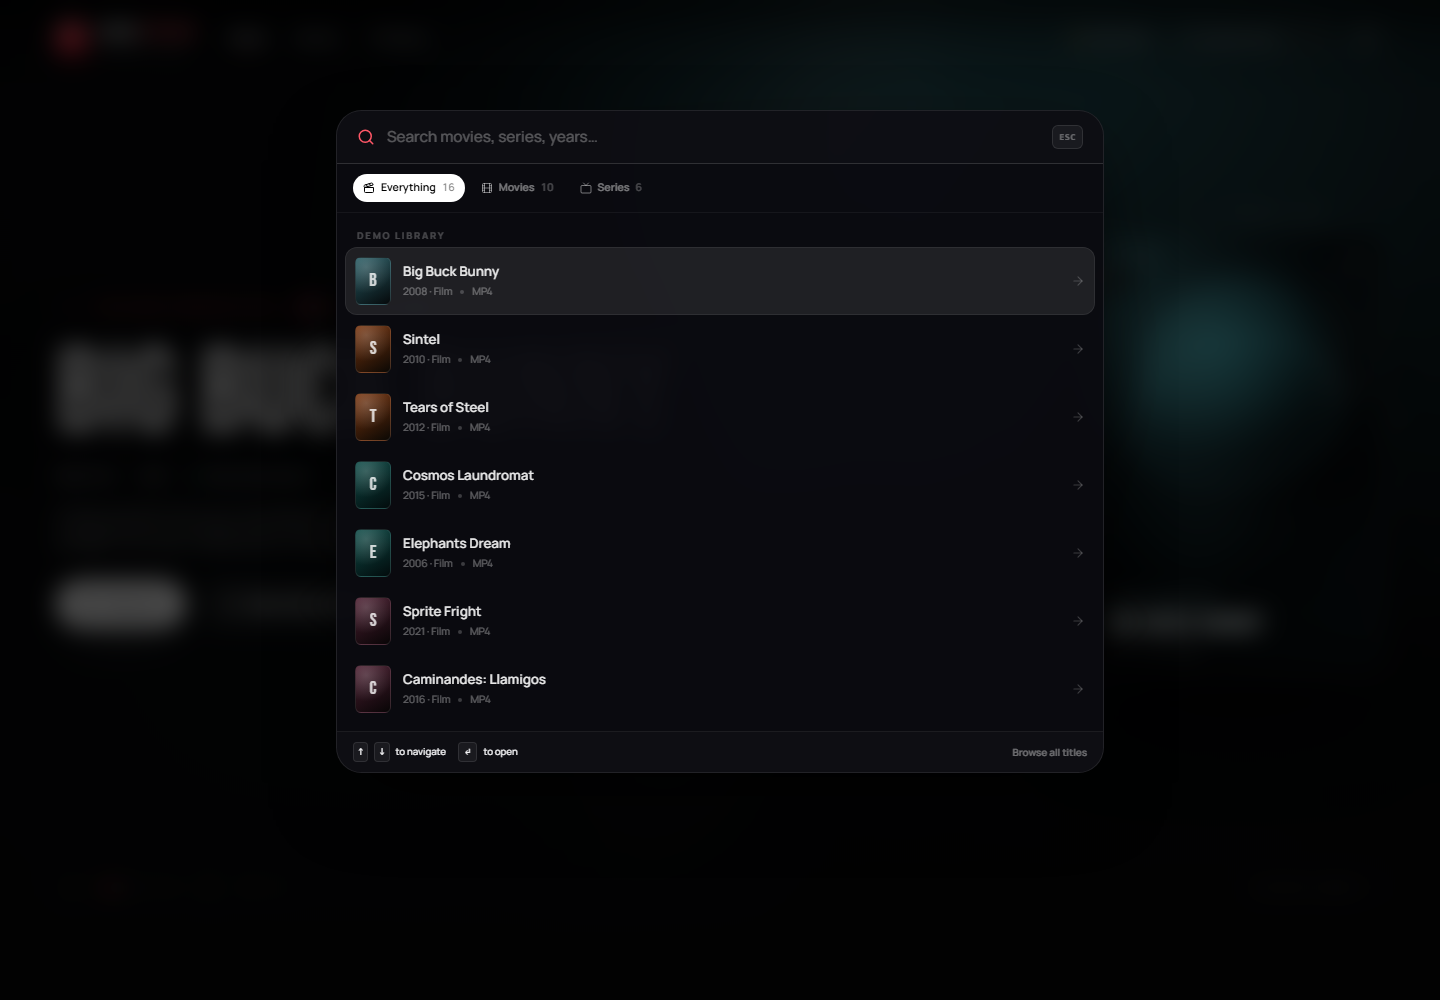 Search movies, series, years...
ESC
Everything 16 Movies 10 Series 6
DEMO LIBRARY
B
Big Buck Bunny
2008 · Film • MP4
S
Sintel
2010 · Film • MP4
T
Tears of Steel
2012 · Film • MP4
C
Cosmos Laundromat
2015 · Film • MP4
E
Elephants Dream
2006 · Film • MP4
S
Sprite Fright
2021 · Film • MP4
C
Caminandes: Llamigos
2016 · Film • MP4
↑ ↓ to navigate ↵ to open
Browse all titles